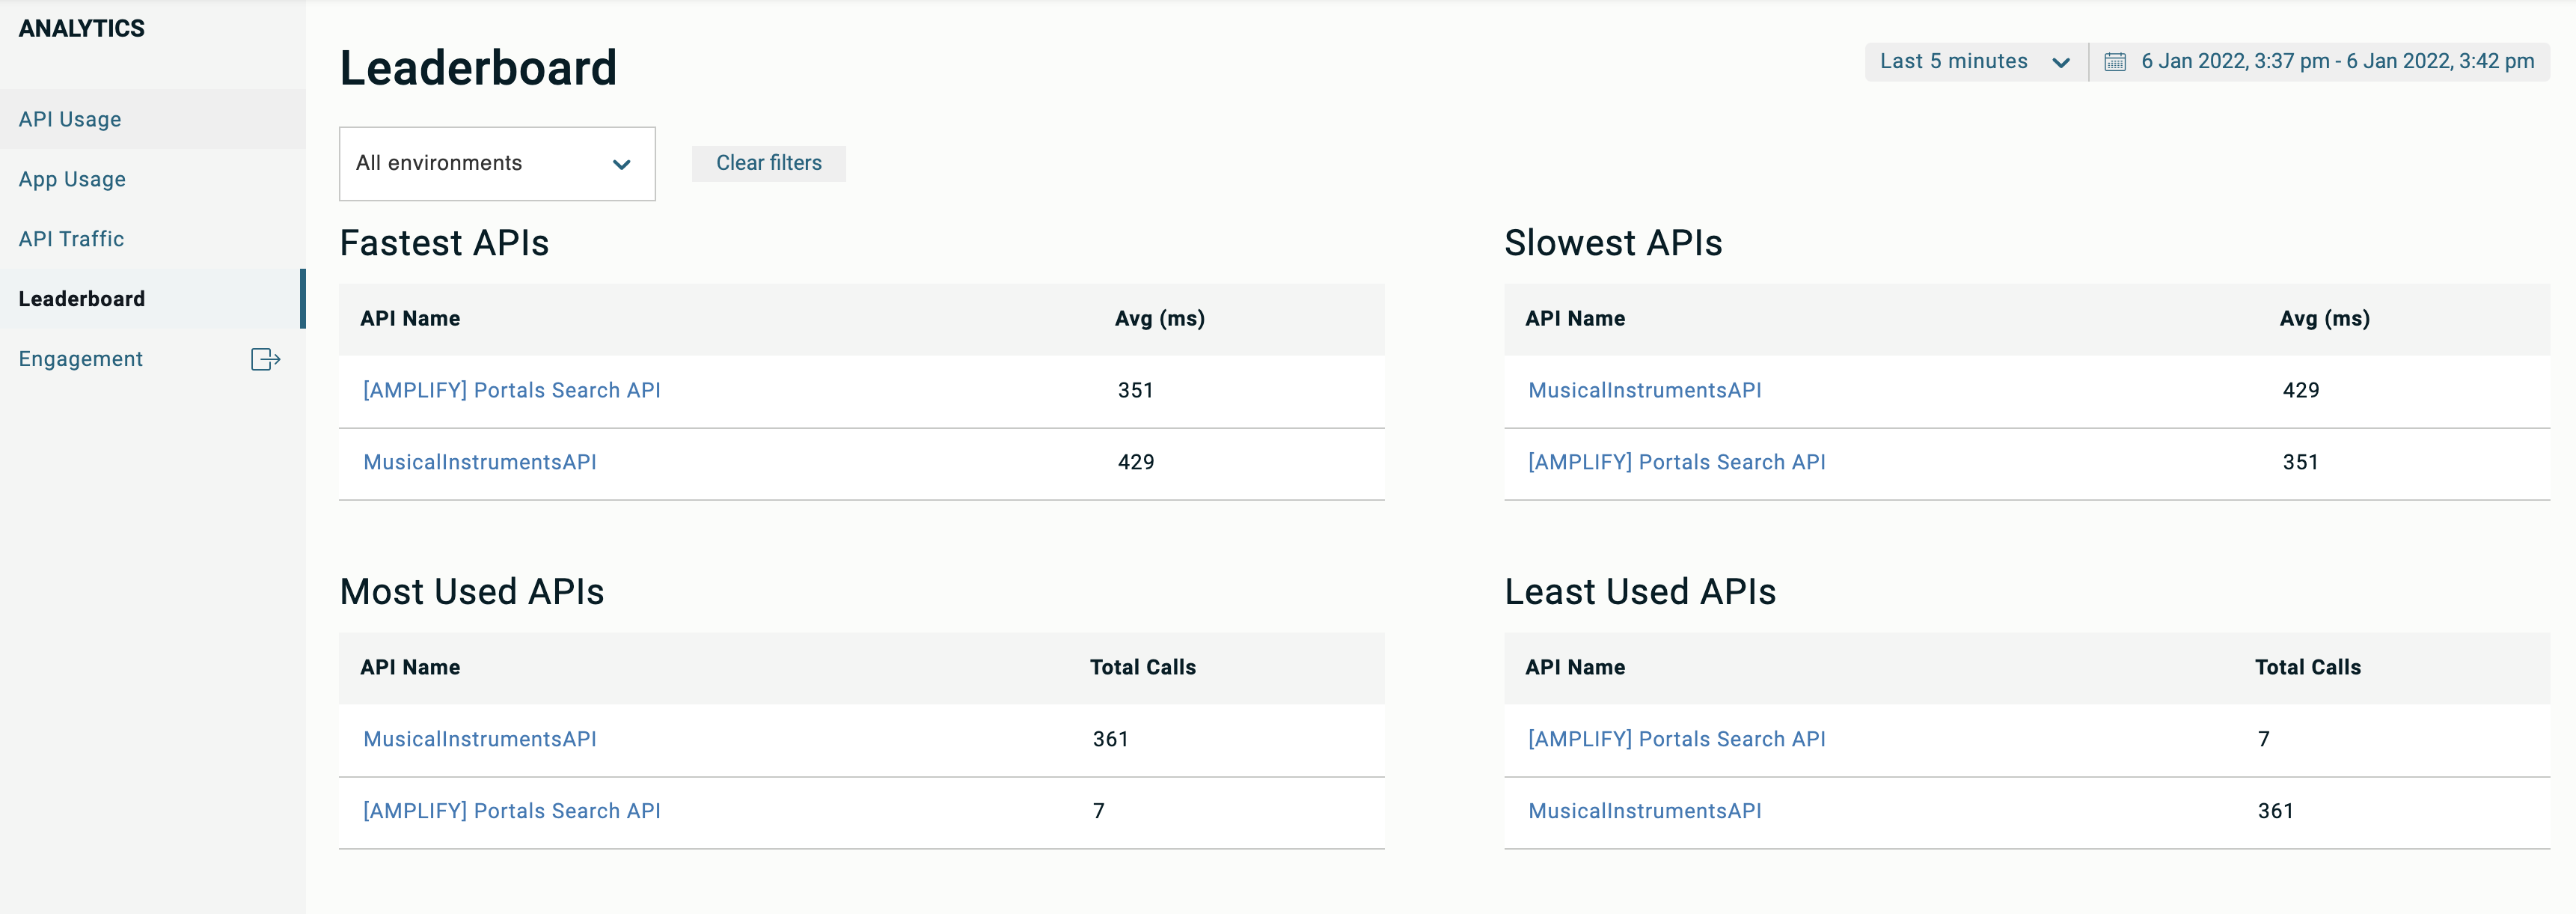 ANALYTICS
API Usage
App Usage
API Traffic
Leaderboard
Engagement
Leaderboard
Last 5 minutes
6 Jan 2022, 3:37 pm - 6 Jan 2022, 3:42 pm
All environments
Clear filters
Fastest APIs
API Name Avg (ms)
[AMPLIFY] Portals Search API 351
MusicalInstrumentsAPI 429
Slowest APIs
API Name Avg (ms)
MusicalInstrumentsAPI 429
[AMPLIFY] Portals Search API 351
Most Used APIs
API Name Total Calls
MusicalInstrumentsAPI 361
[AMPLIFY] Portals Search API 7
Least Used APIs
API Name Total Calls
[AMPLIFY] Portals Search API 7
MusicalInstrumentsAPI 361